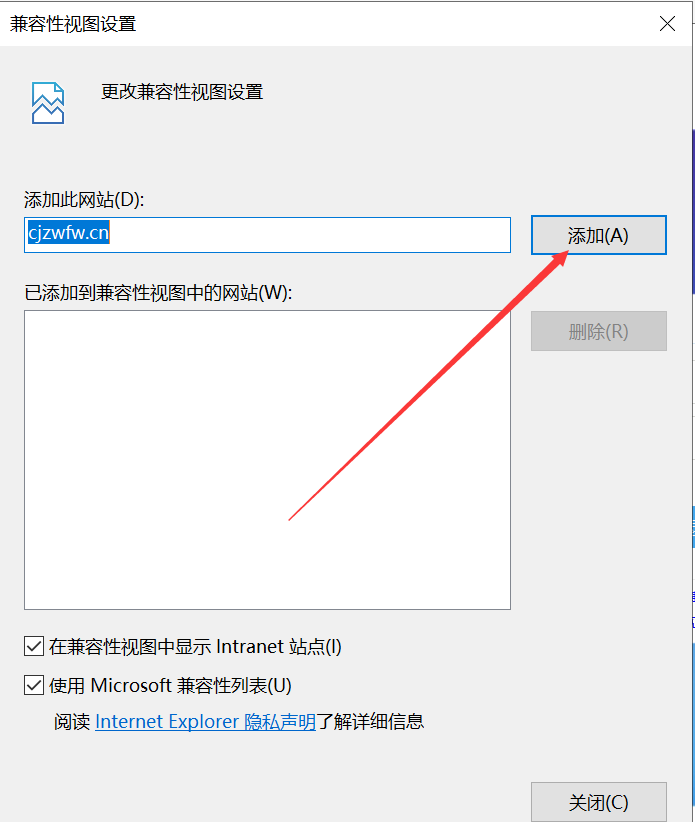 兼容性视图设置
更改兼容性视图设置
添加此网站(D):
cjzwfw.cn
添加(A)
已添加到兼容性视图中的网站(W):
删除(R)
在兼容性视图中显示 Intranet 站点(I)
使用 Microsoft 兼容性列表(U)
阅读 Internet Explorer 隐私声明了解详细信息
关闭(C)